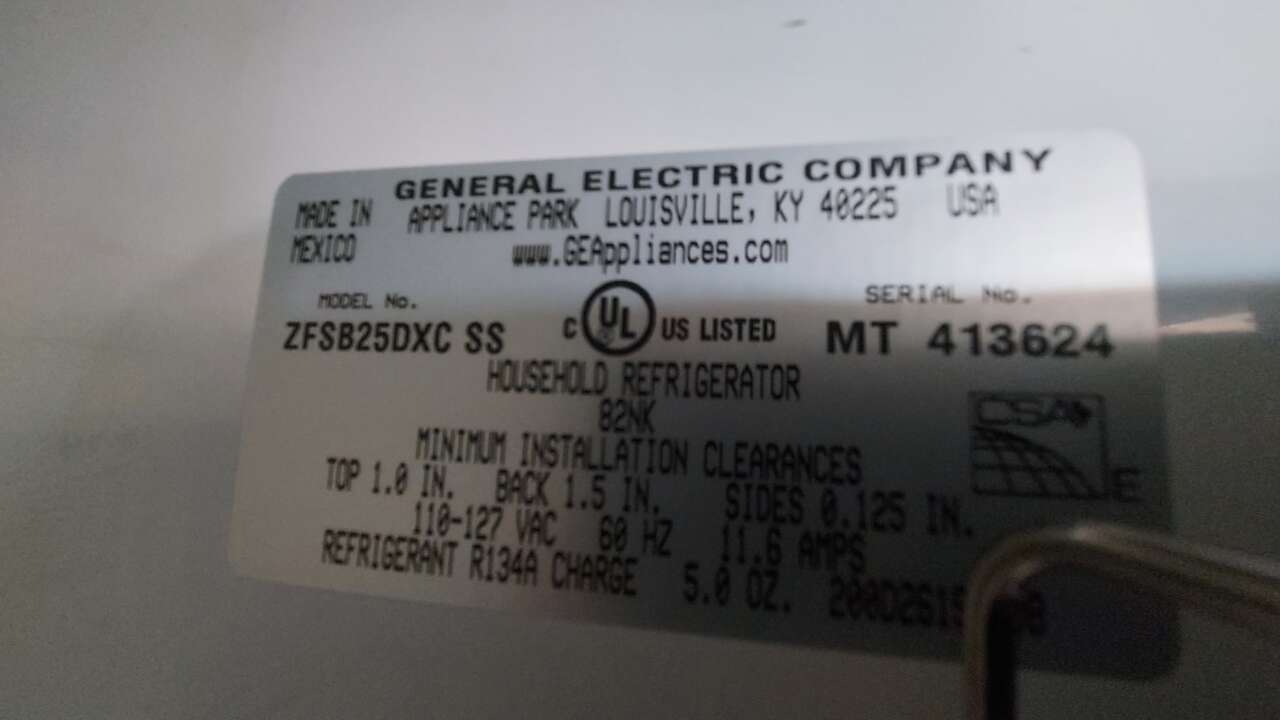 GENERAL ELECTRIC COMPANY
MADE IN APPLIANCE PARK LOUISVILLE, KY 40225 USA
MEXICO www.GEAppliances.com
MODEL No. SERIAL No.
ZFSB25DXC SS C UL US LISTED MT 413624
HOUSEHOLD REFRIGERATOR
82NK
MINIMUM INSTALLATION CLEARANCES
CSA
TOP 1.0 IN. BACK 1.5 IN. SIDES 0.125 IN.
E
110-127 VAC 60 HZ 11.6 AMPS
REFRIGERANT R134A CHARGE 5.0 OZ.